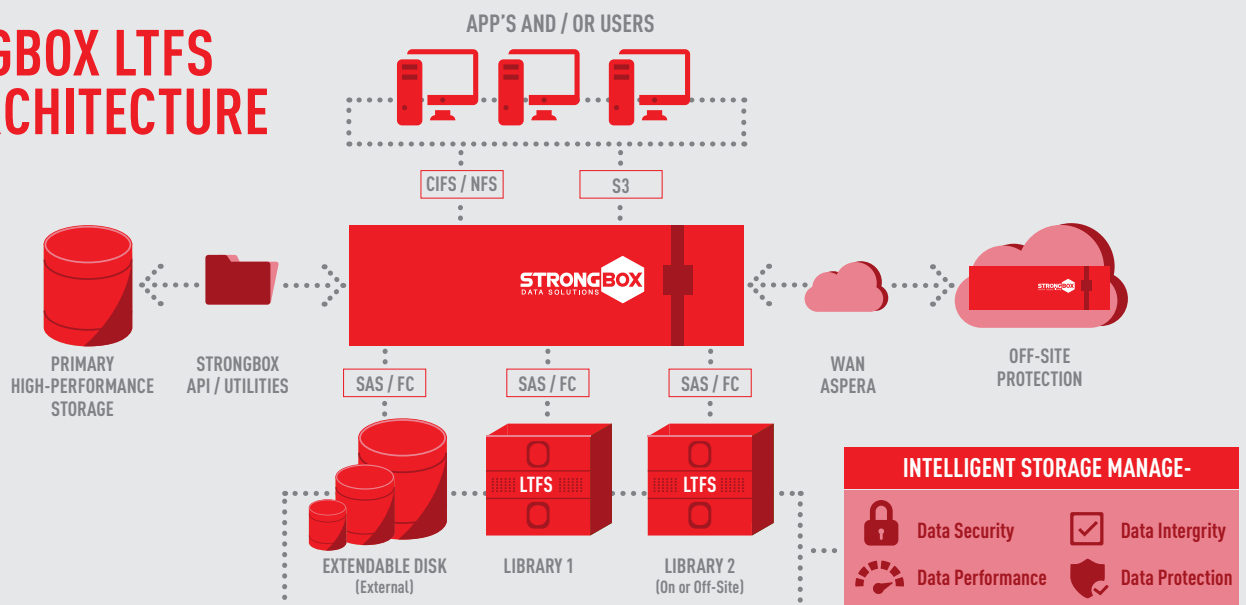 GBOX LTFS
RCHITECTURE
APP'S AND / OR USERS
CIFS / NFS
S3
STRONGBOX
DATA SOLUTIONS
STRONGBOX
PRIMARY
HIGH-PERFORMANCE
STORAGE
STRONGBOX
API / UTILITIES
WAN
ASPERA
OFF-SITE
PROTECTION
SAS / FC
SAS / FC
SAS / FC
LTFS
LTFS
EXTENDABLE DISK
(External)
LIBRARY 1
LIBRARY 2
(On or Off-Site)
INTELLIGENT STORAGE MANAGE-
Data Security
Data Intergrity
Data Performance
Data Protection